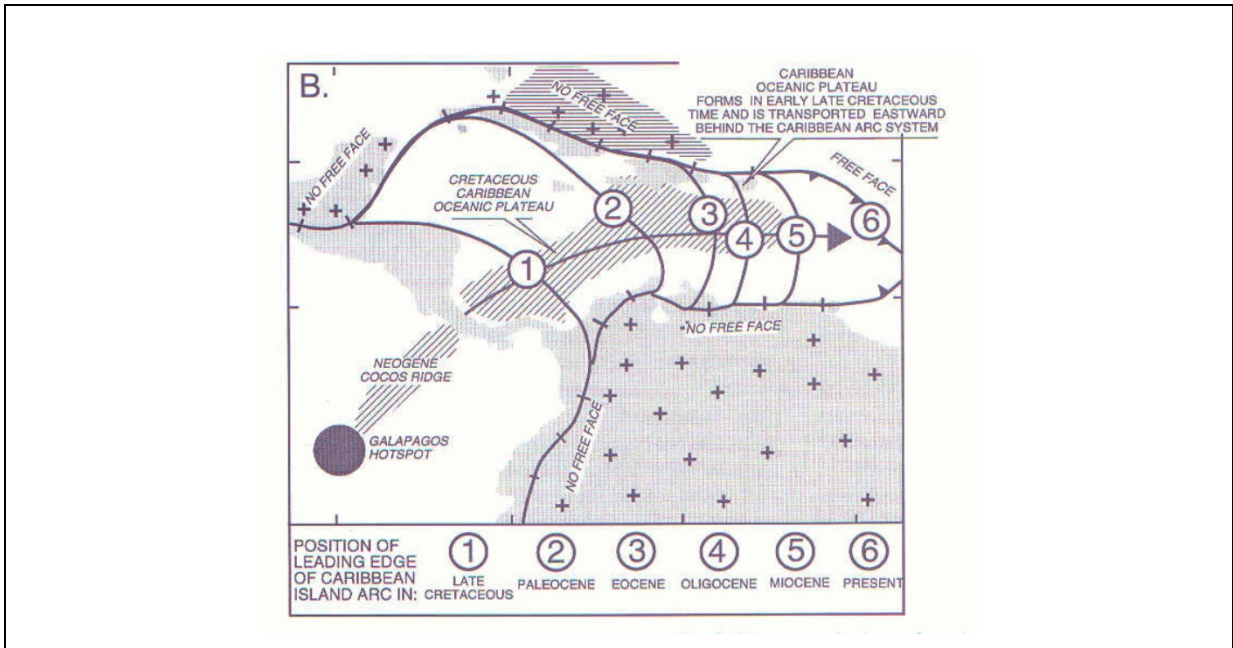 B.
NO FREE FACE
CARIBBEAN
OCEANIC PLATEAU
FORMS IN EARLY LATE CRETACEOUS
TIME AND IS TRANSPORTED EASTWARD
BEHIND THE CARIBBEAN ARC SYSTEM
NO FREE FACE
FREE FACE
CRETACEOUS
CARIBBEAN
OCEANIC PLATEAU
1
2
3
4
5
6
NO FREE FACE
NEOGENE
COCOS RIDGE
GALAPAGOS
HOTSPOT
NO FREE FACE
POSITION OF
LEADING EDGE
OF CARIBBEAN
ISLAND ARC IN:
1
LATE
CRETACEOUS
2
PALEOCENE
3
EOCENE
4
OLIGOCENE
5
MIOCENE
6
PRESENT